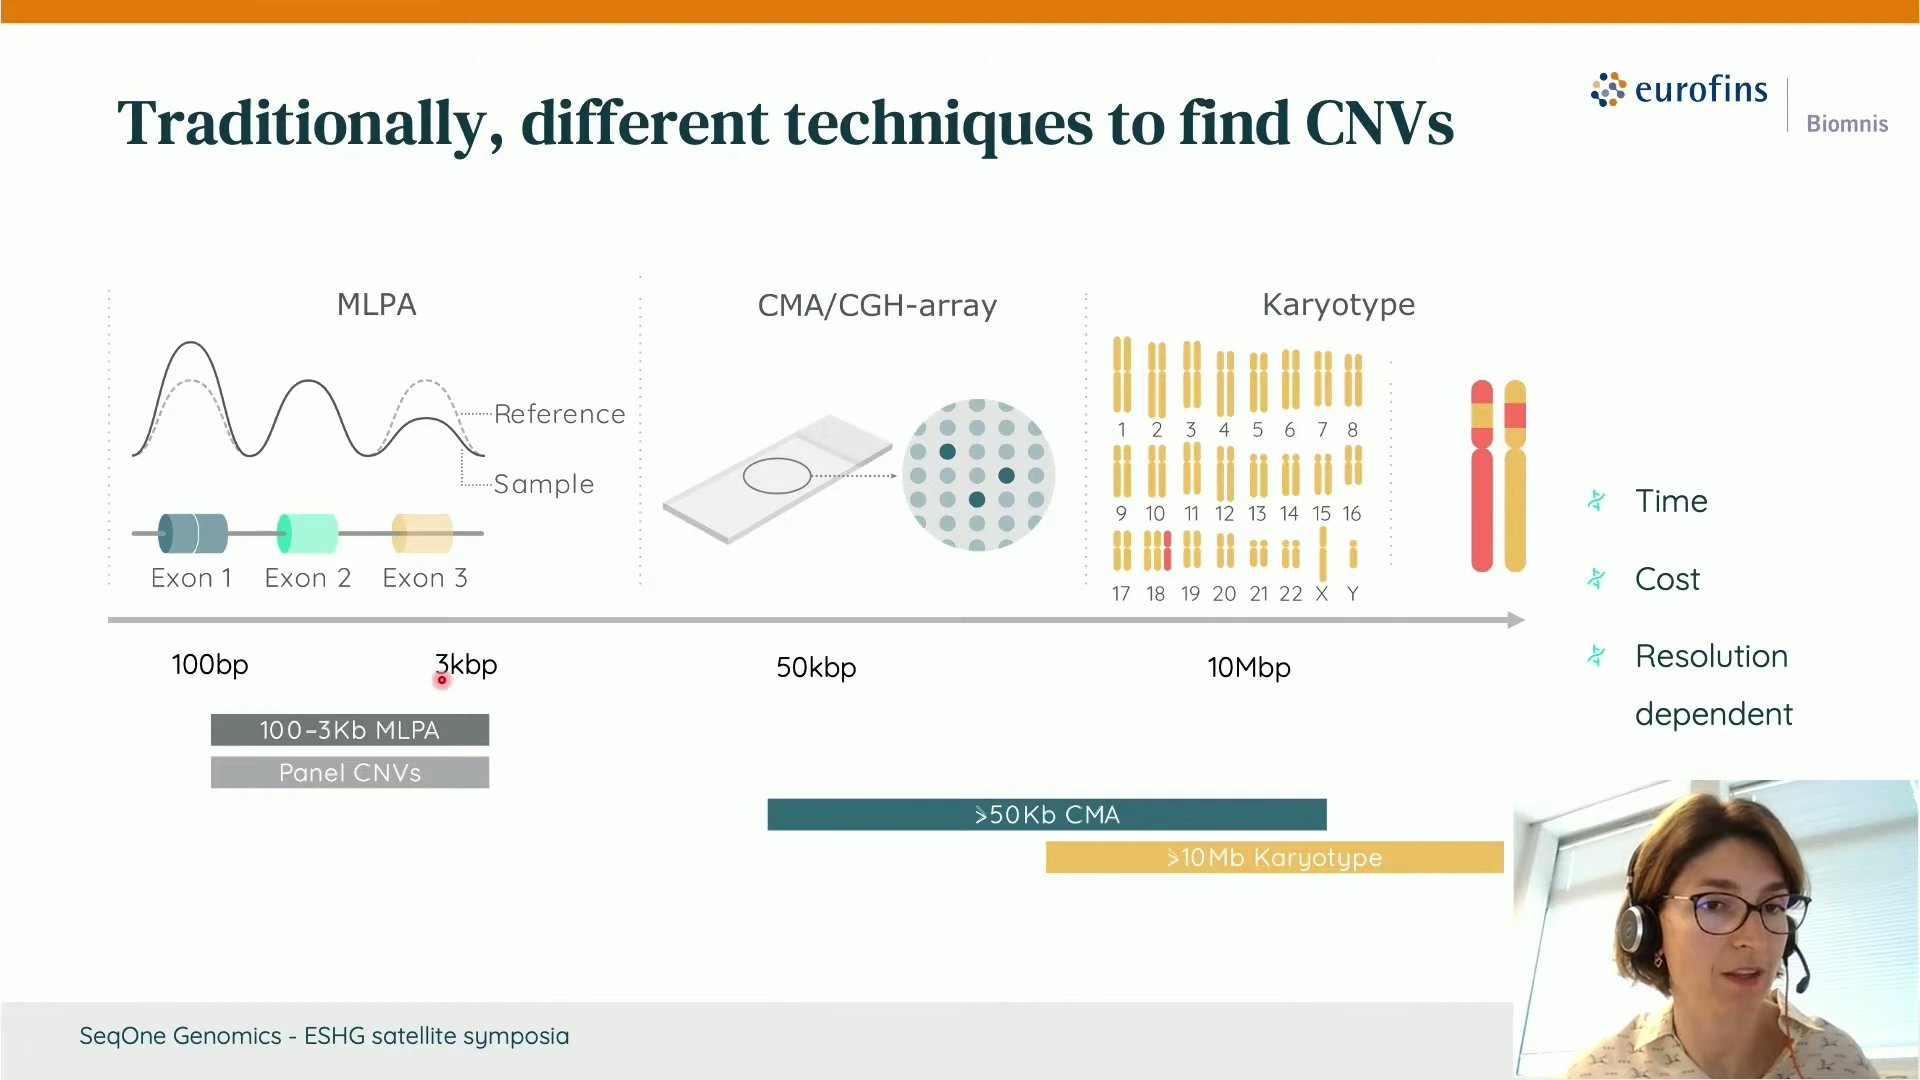 Traditionally, different techniques to find CNVs
eurofins
Biomnis
MLPA
CMA/CGH-array
Karyotype
Reference
Sample
Exon 1 Exon 2 Exon 3
1 2 3 4 5 6 7 8
9 10 11 12 13 14 15 16
17 18 19 20 21 22 X Y
100bp 3kbp 50kbp 10Mbp
100-3Kb MLPA
Panel CNVs
⩾50Kb CMA
⩾10Mb Karyotype
Time
Cost
Resolution
dependent
SeqOne Genomics - ESHG satellite symposia